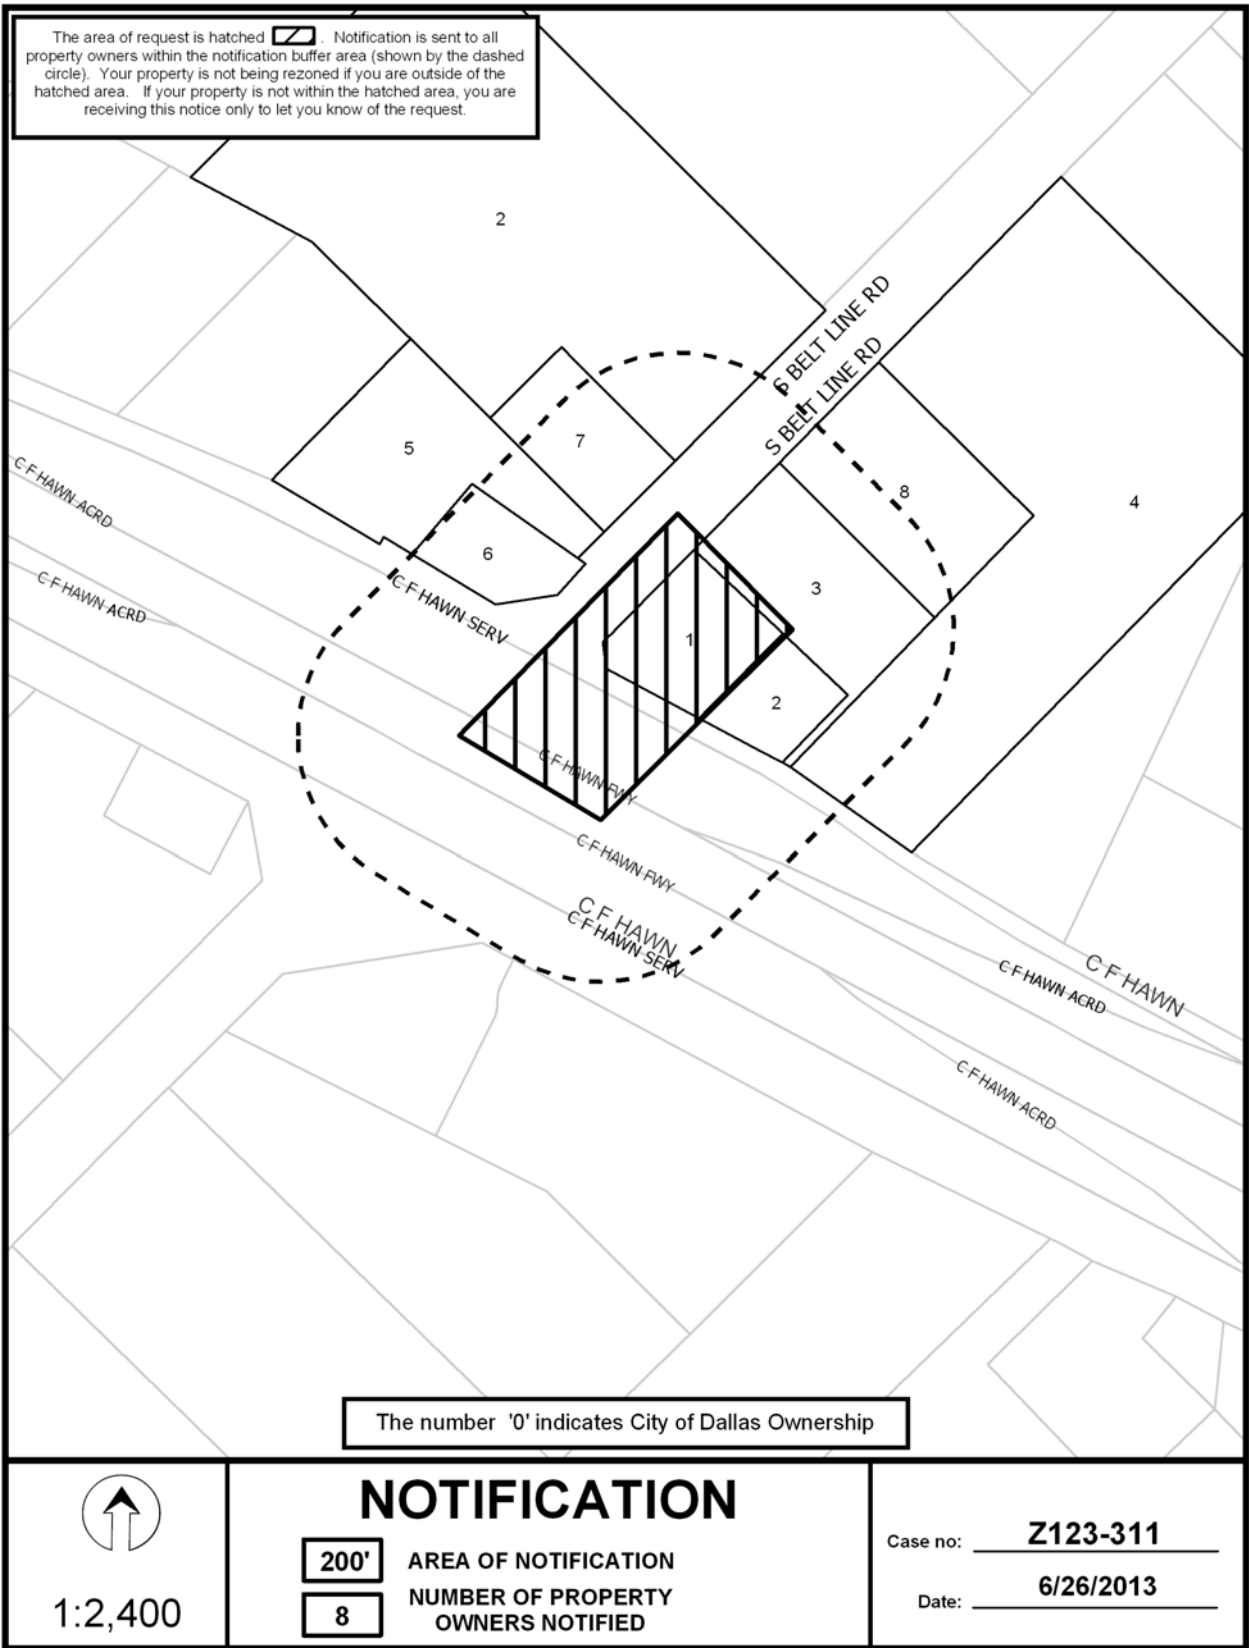 The area of request is hatched . Notification is sent to all
property owners within the notification buffer area (shown by the dashed
circle). Your property is not being rezoned if you are outside of the
hatched area. If your property is not within the hatched area, you are
receiving this notice only to let you know of the request.
2
S BELT LINE RD
S BELT LINE RD
7
5
8
4
C F HAWN ACRD
6
C F HAWN ACRD
C F HAWN SERV
3
1
2
C F HAWN FWY
C F HAWN FWY
C F HAWN
C F HAWN SERV
C F HAWN ACRD
C F HAWN
C F HAWN ACRD
The number '0' indicates City of Dallas Ownership
1:2,400
NOTIFICATION
200' AREA OF NOTIFICATION
8 NUMBER OF PROPERTY
OWNERS NOTIFIED
Case no: Z123-311
Date: 6/26/2013